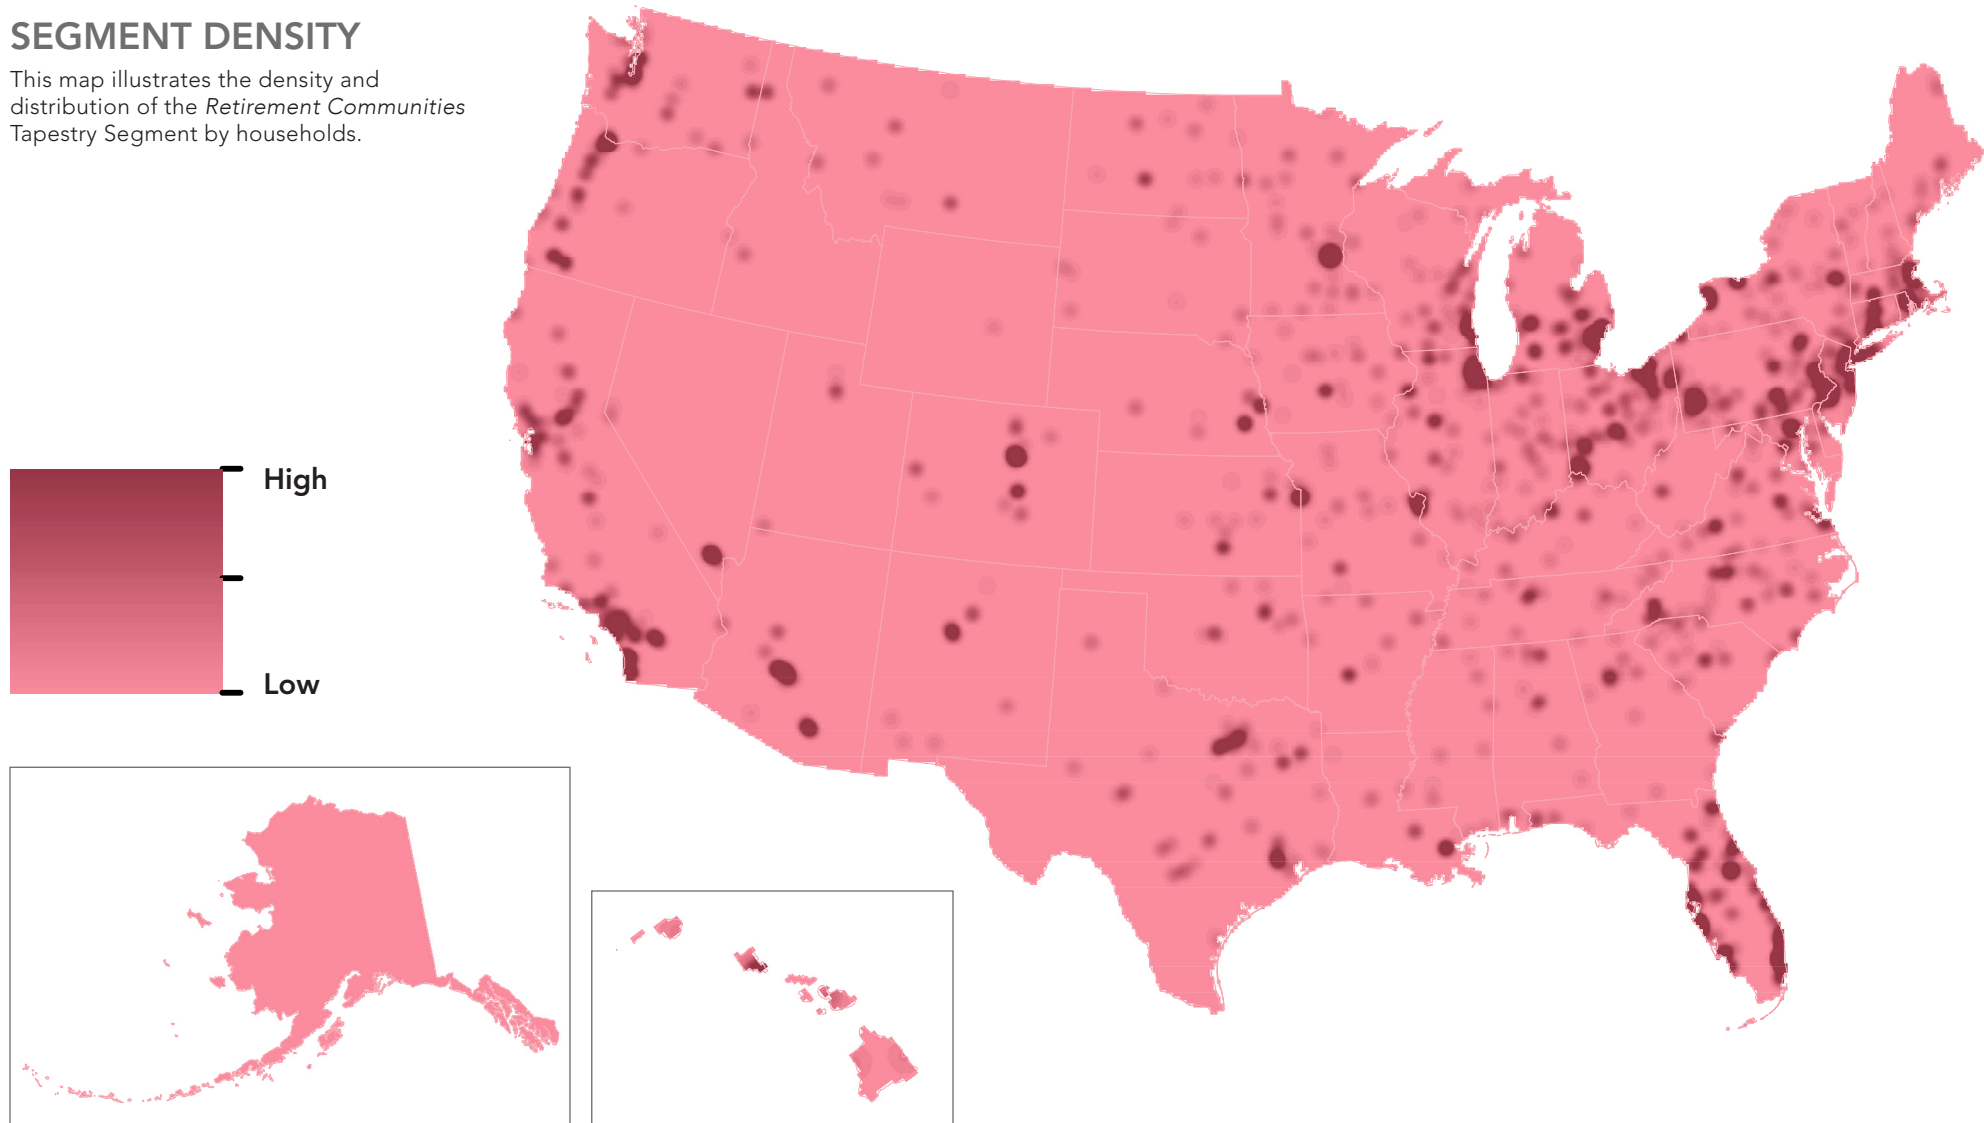 SEGMENT DENSITY
This map illustrates the density and
distribution of the Retirement Communities
Tapestry Segment by households.
High
Low